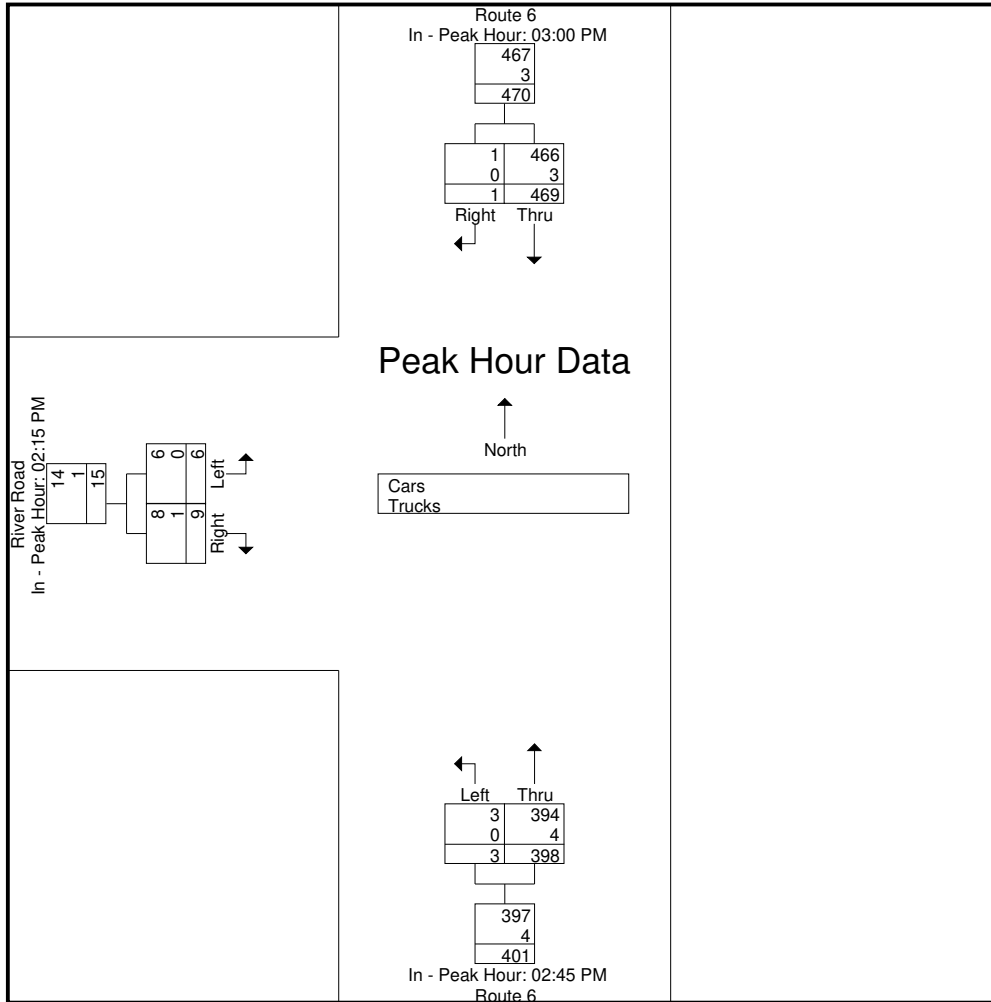 Route 6
In - Peak Hour: 03:00 PM
467
3
470
1 466
0 3
1 469
Right Thru
Peak Hour Data
North
Cars
Trucks
River Road
In - Peak Hour: 02:15 PM
14
1
15
6 0 6
Left
8 1 9
Right
Left Thru
3 394
0 4
3 398
397
4
401
In - Peak Hour: 02:45 PM
Route 6